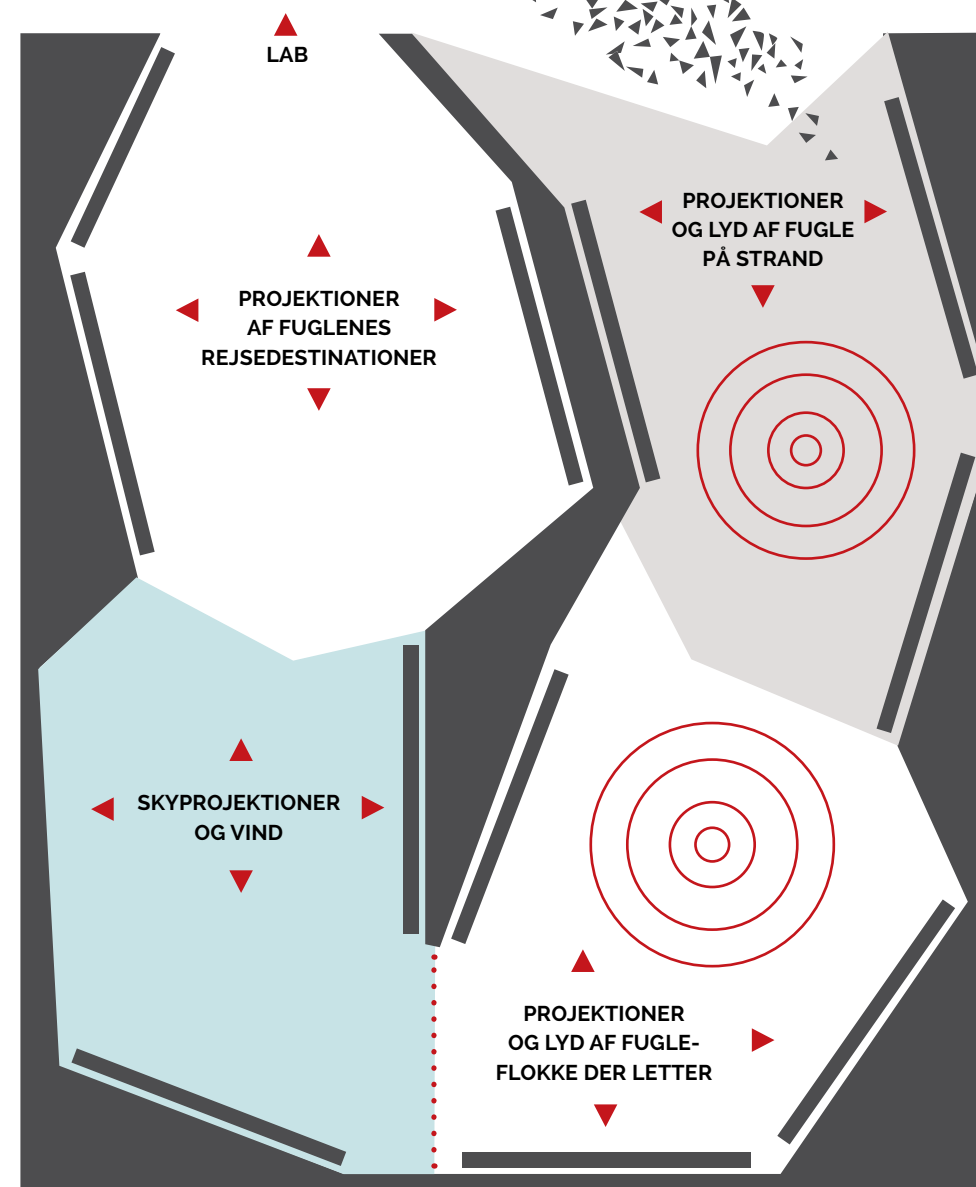 LAB
PROJEKTIONER
OG LYD AF FUGLE
PÅ STRAND
PROJEKTIONER
AF FUGLENES
REJSEDESTINATIONER
SKYPROJEKTIONER
OG VIND
PROJEKTIONER
OG LYD AF FUGLE-
FLOKKE DER LETTER